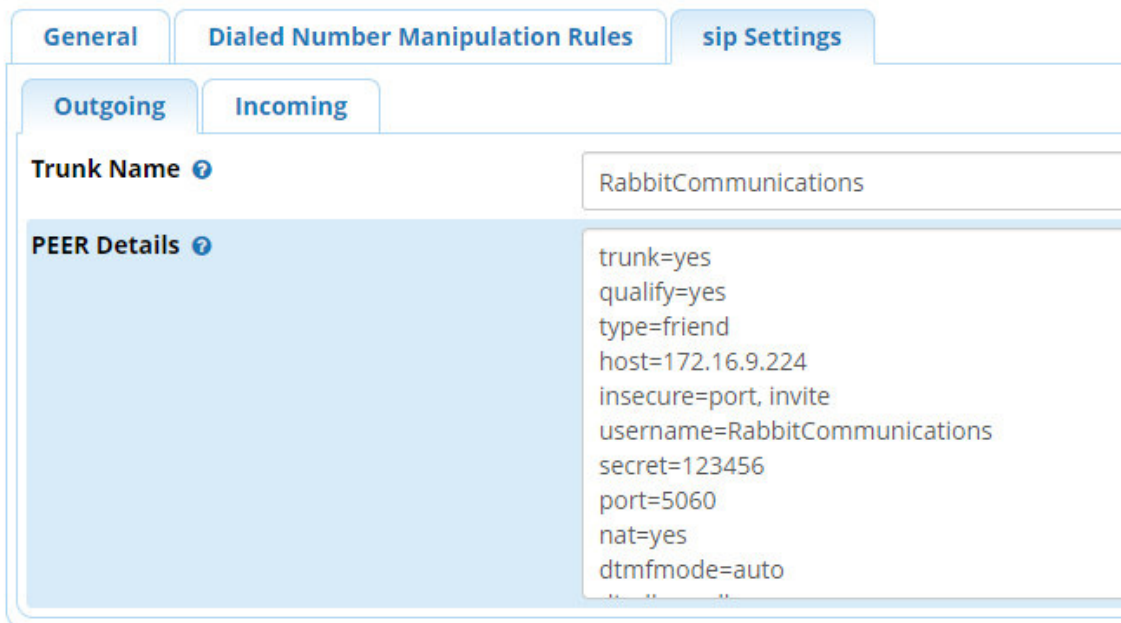 General Dialed Number Manipulation Rules sip Settings
Outgoing Incoming
Trunk Name
RabbitCommunications
PEER Details
trunk=yes
qualify=yes
type=friend
host=172.16.9.224
insecure=port, invite
username=RabbitCommunications
secret=123456
port=5060
nat=yes
dtmfmode=auto